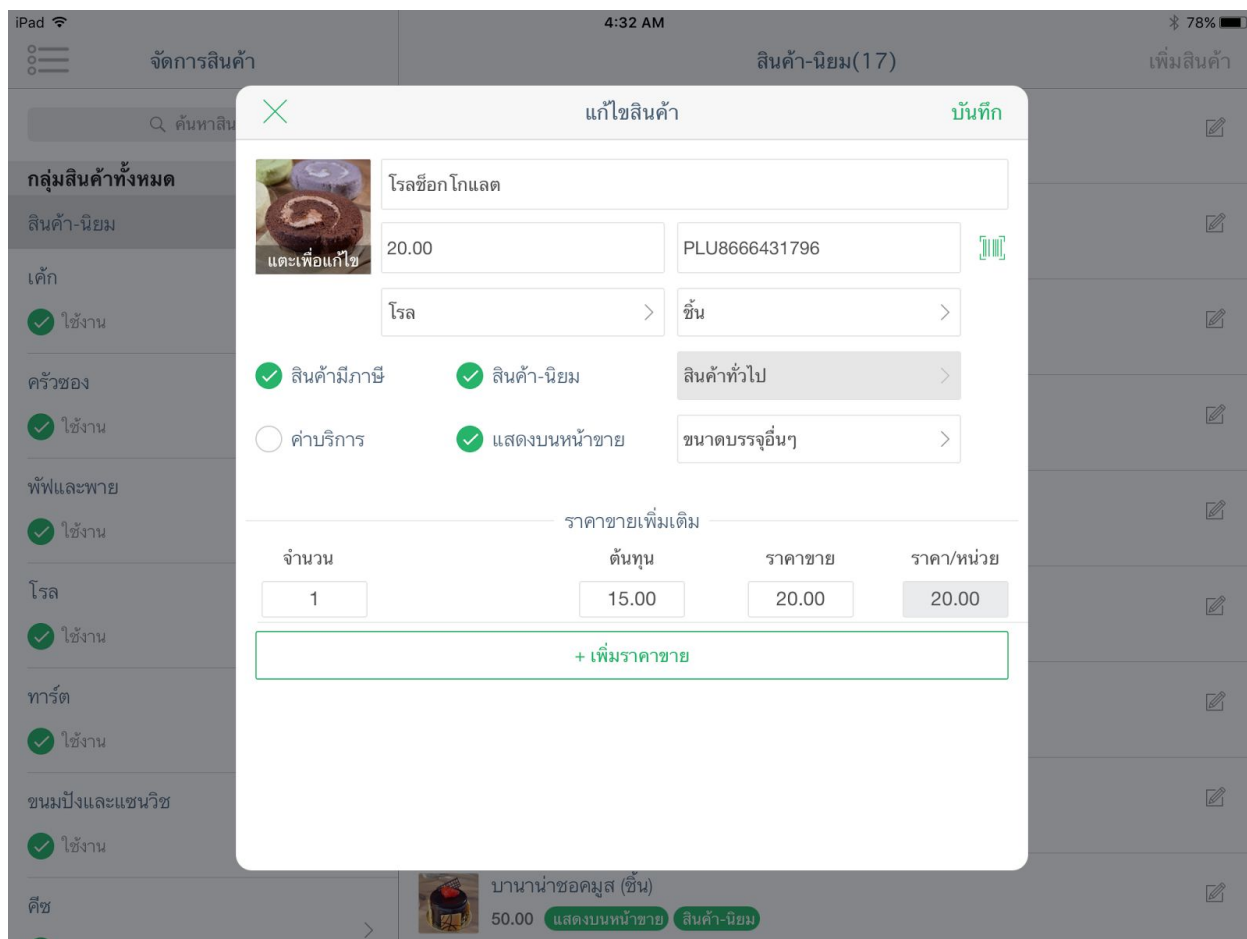 iPad 4:32 AM 78%
จัดการสินค้า สินค้า-นิยม(17) เพิ่มสินค้า
แก้ไขสินค้า บันทึก
ค้นหาสิน
กลุ่มสินค้าทั้งหมด
สินค้า-นิยม
เค้ก
ใช้งาน
ครัวซอง
ใช้งาน
พัฟและพาย
ใช้งาน
โรล
ใช้งาน
ทาร์ต
ใช้งาน
ขนมปังและแซนวิช
ใช้งาน
คีช
แตะเพื่อแก้ไข
โรลช็อกโกแลต
20.00 PLU8666431796
โรล ชิ้น
สินค้ามีภาษี สินค้า-นิยม สินค้าทั่วไป
ค่าบริการ แสดงบนหน้าขาย ขนาดบรรจุอื่นๆ
ราคาขายเพิ่มเติม
จำนวน ต้นทุน ราคาขาย ราคา/หน่วย
1 15.00 20.00 20.00
+ เพิ่มราคาขาย
บานาน่าชอคมูส (ชิ้น)
50.00 แสดงบนหน้าขาย สินค้า-นิยม